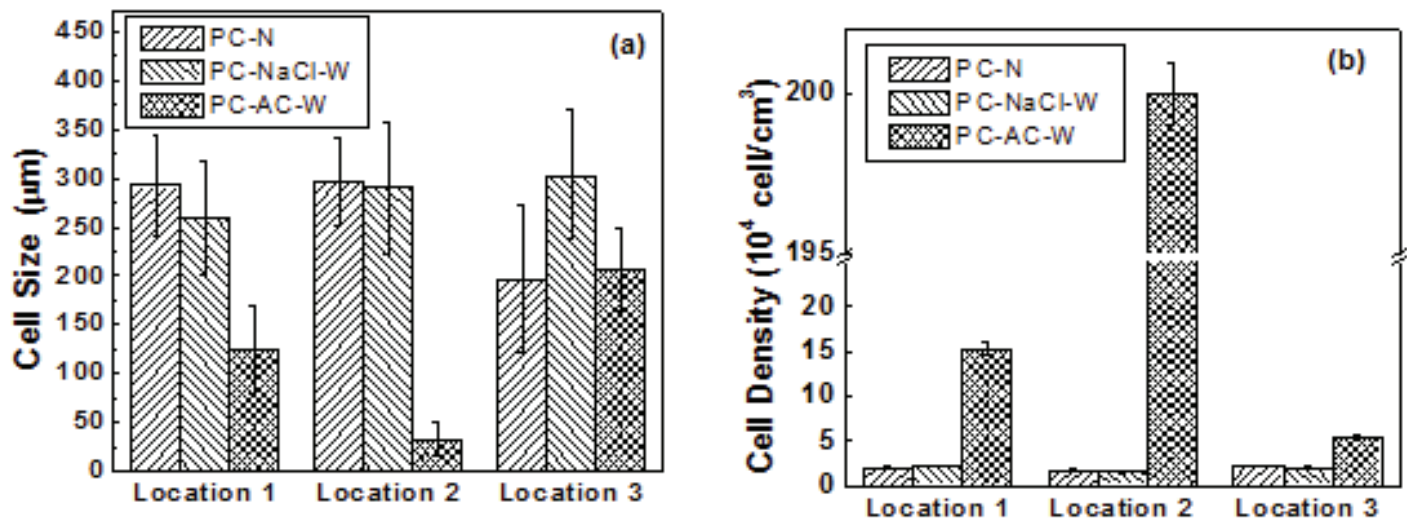 450
400
350
300
250
200
150
100
50
0
Cell Size (µm)
PC-N
PC-NaCl-W
PC-AC-W
(a)
Location 1 Location 2 Location 3
200
195
20
15
10
5
0
Cell Density (10⁴ cell/cm³)
PC-N
PC-NaCl-W
PC-AC-W
(b)
Location 1 Location 2 Location 3